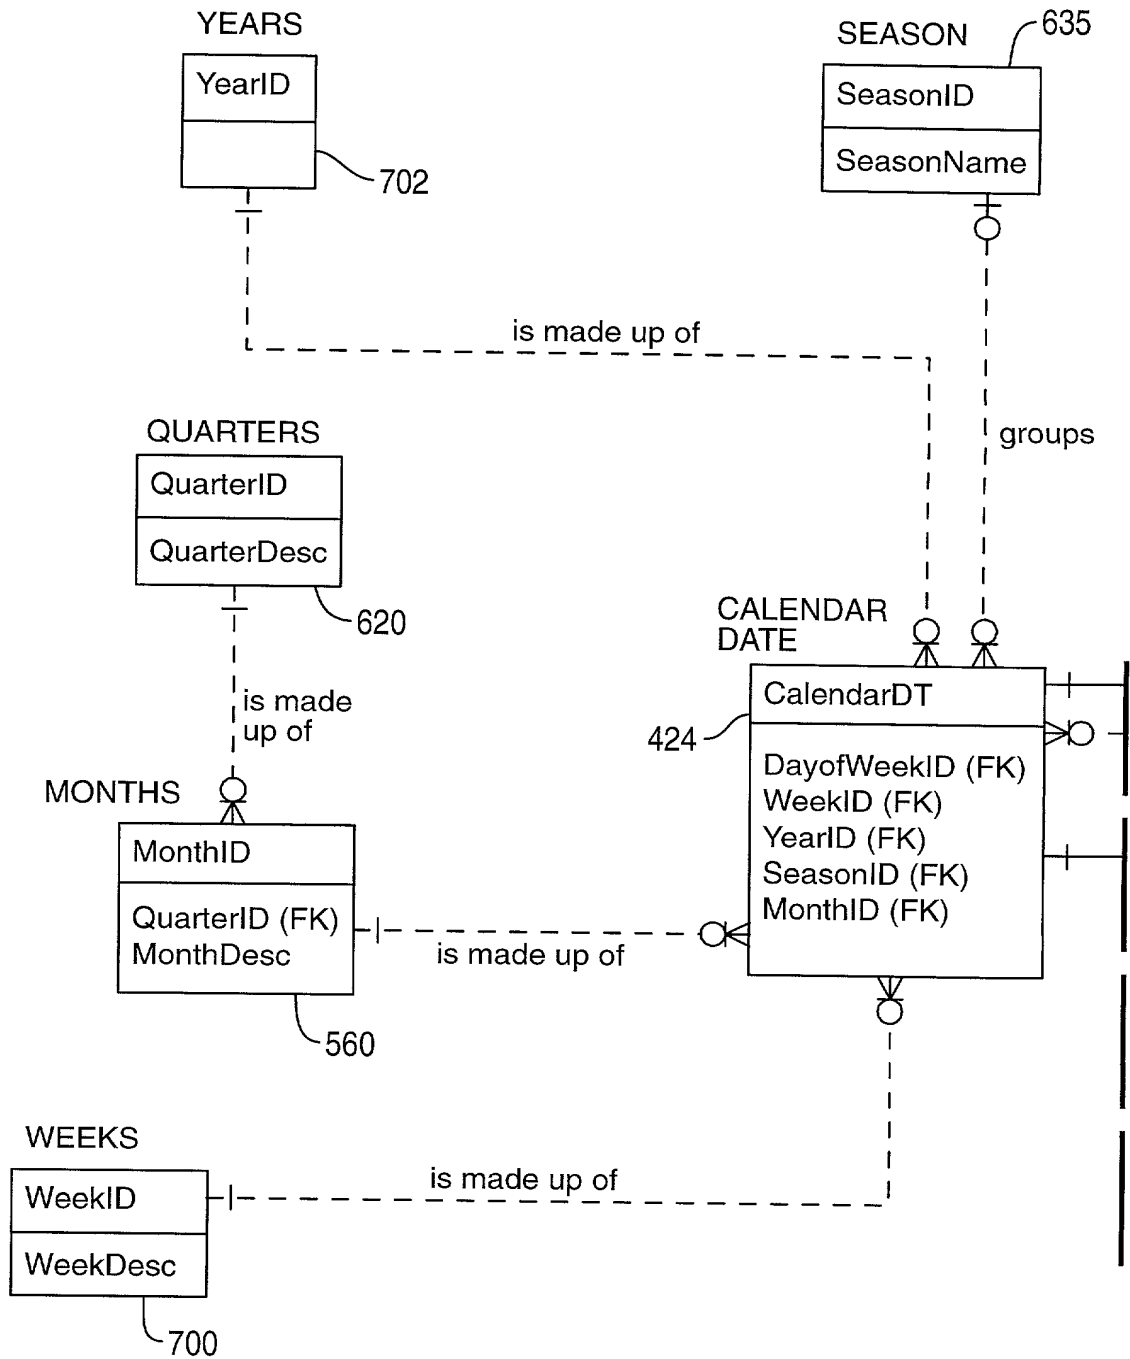 YEARS
YearID
702
SEASON
635
SeasonID
SeasonName
is made up of
groups
QUARTERS
QuarterID
QuarterDesc
620
is made
up of
MONTHS
MonthID
QuarterID (FK)
MonthDesc
560
is made up of
CALENDAR
DATE
CalendarDT
424
DayofWeekID (FK)
WeekID (FK)
YearID (FK)
SeasonID (FK)
MonthID (FK)
WEEKS
WeekID
WeekDesc
700
is made up of